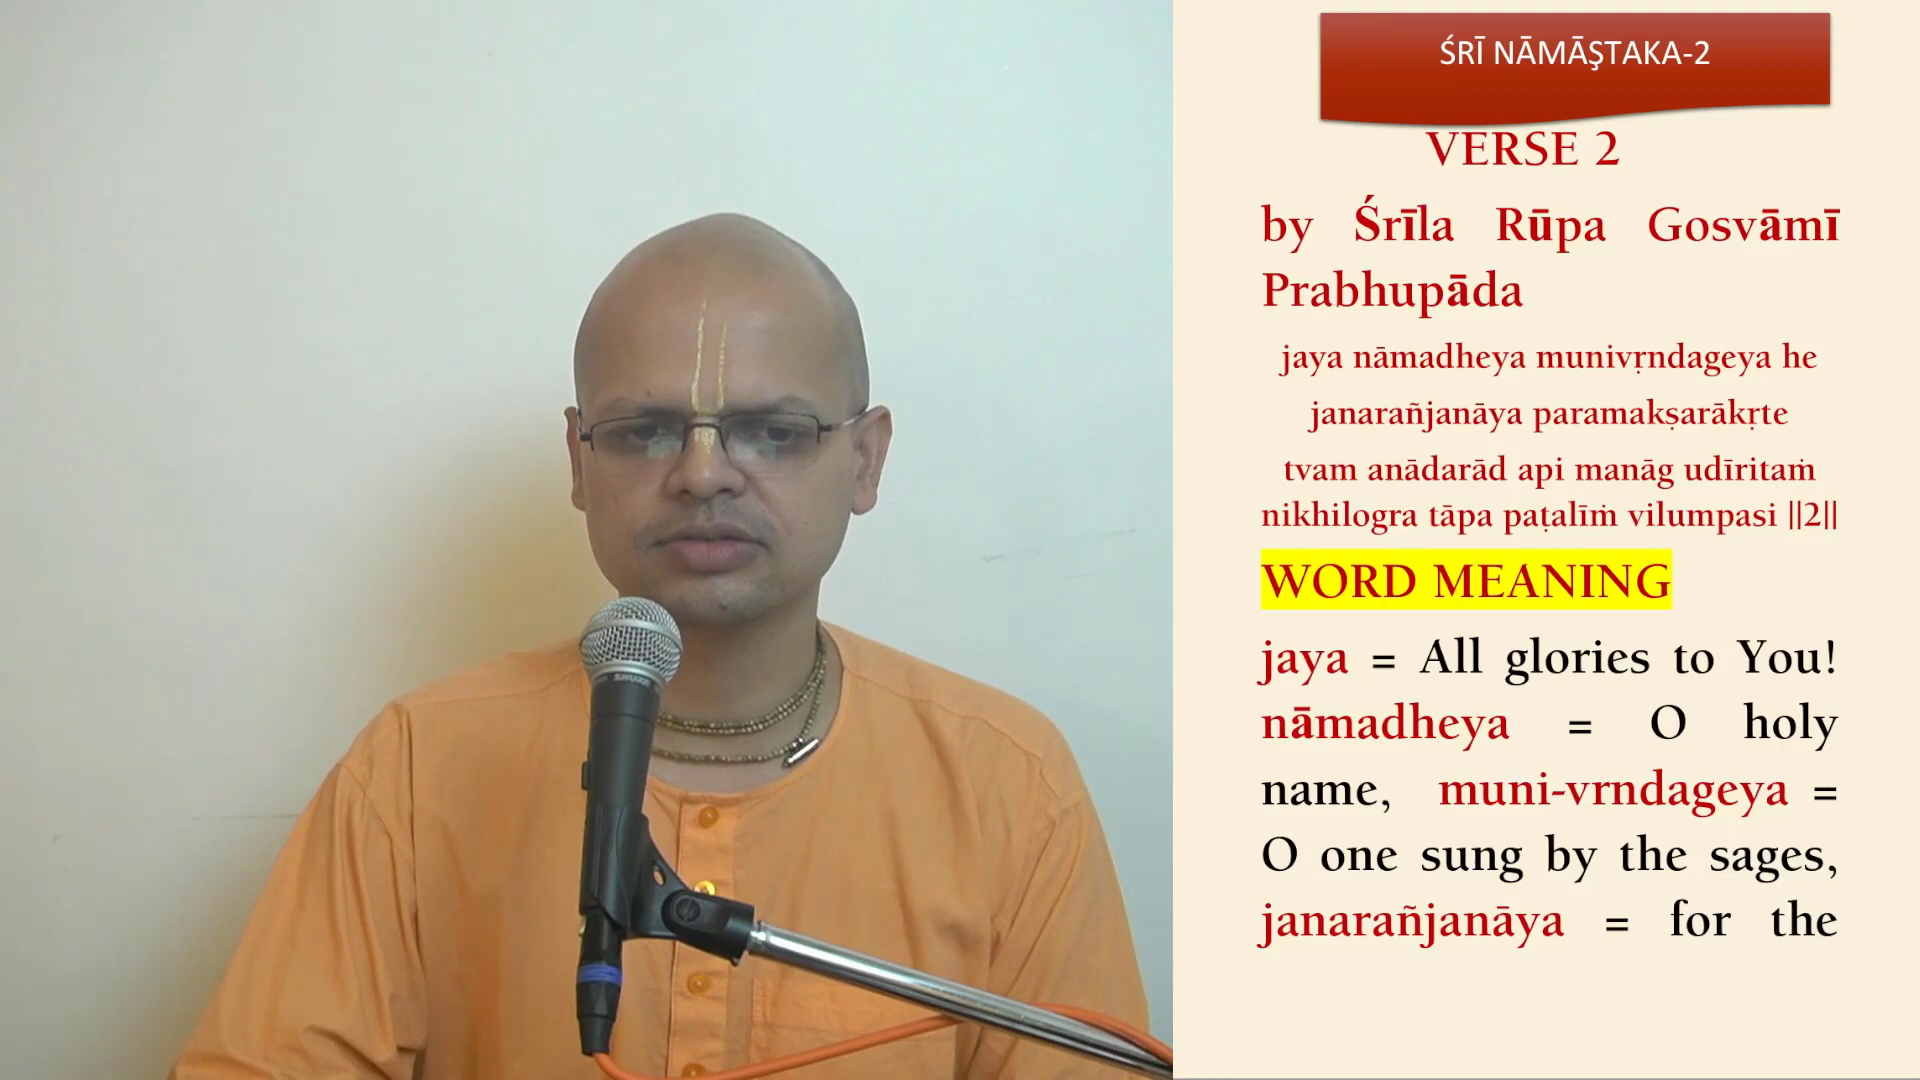 ŚRĪ NĀMĀŞTAKA-2
VERSE 2
by Śrīla Rūpa Gosvāmī
Prabhupāda
jaya nāmadheya munivṛndageya he
janarañjanāya paramakṣarākṛte
tvam anādarād api manāg udīritaṁ
nikhilogra tāpa paṭalīṁ vilumpasi ||2||
WORD MEANING
jaya = All glories to You!
nāmadheya = O holy
name, muni-vrndageya =
O one sung by the sages,
janarañjanāya = for the
SHURE